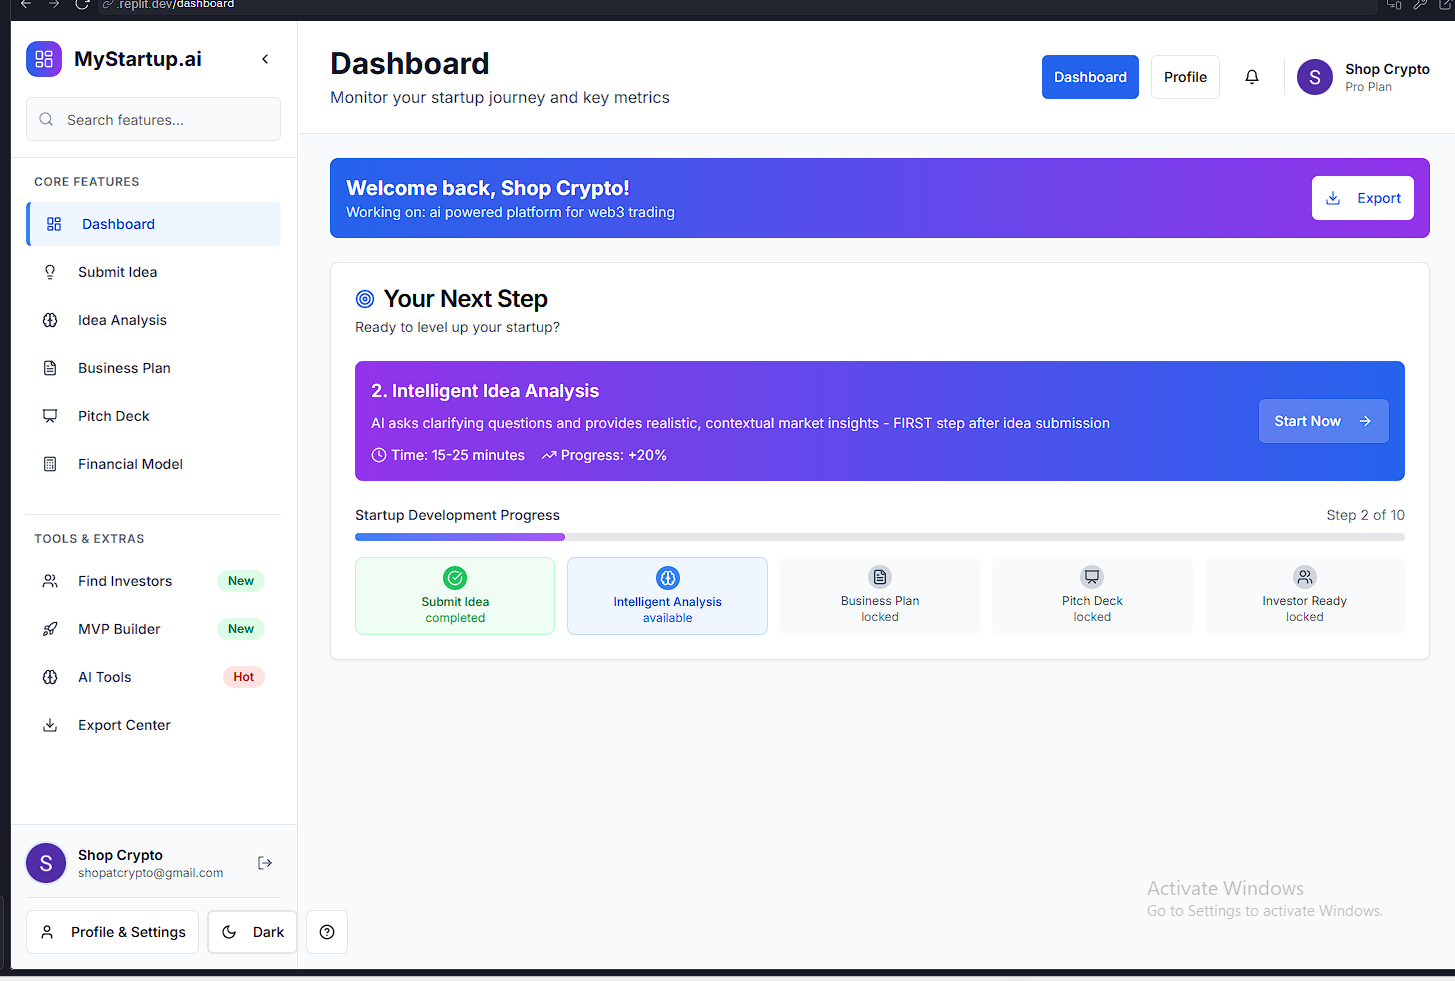 .replit.dev/dashboard
MyStartup.ai
Search features...
CORE FEATURES
Dashboard
Submit Idea
Idea Analysis
Business Plan
Pitch Deck
Financial Model
TOOLS & EXTRAS
Find Investors New
MVP Builder New
AI Tools Hot
Export Center
S
Shop Crypto
shopatcrypto@gmail.com
Profile & Settings
Dark
Dashboard
Monitor your startup journey and key metrics
Dashboard
Profile
S
Shop Crypto
Pro Plan
Welcome back, Shop Crypto!
Working on: ai powered platform for web3 trading
Export
Your Next Step
Ready to level up your startup?
2. Intelligent Idea Analysis
AI asks clarifying questions and provides realistic, contextual market insights - FIRST step after idea submission
Time: 15-25 minutes Progress: +20%
Start Now
Startup Development Progress
Step 2 of 10
Submit Idea
completed
Intelligent Analysis
available
Business Plan
locked
Pitch Deck
locked
Investor Ready
locked
Activate Windows
Go to Settings to activate Windows.